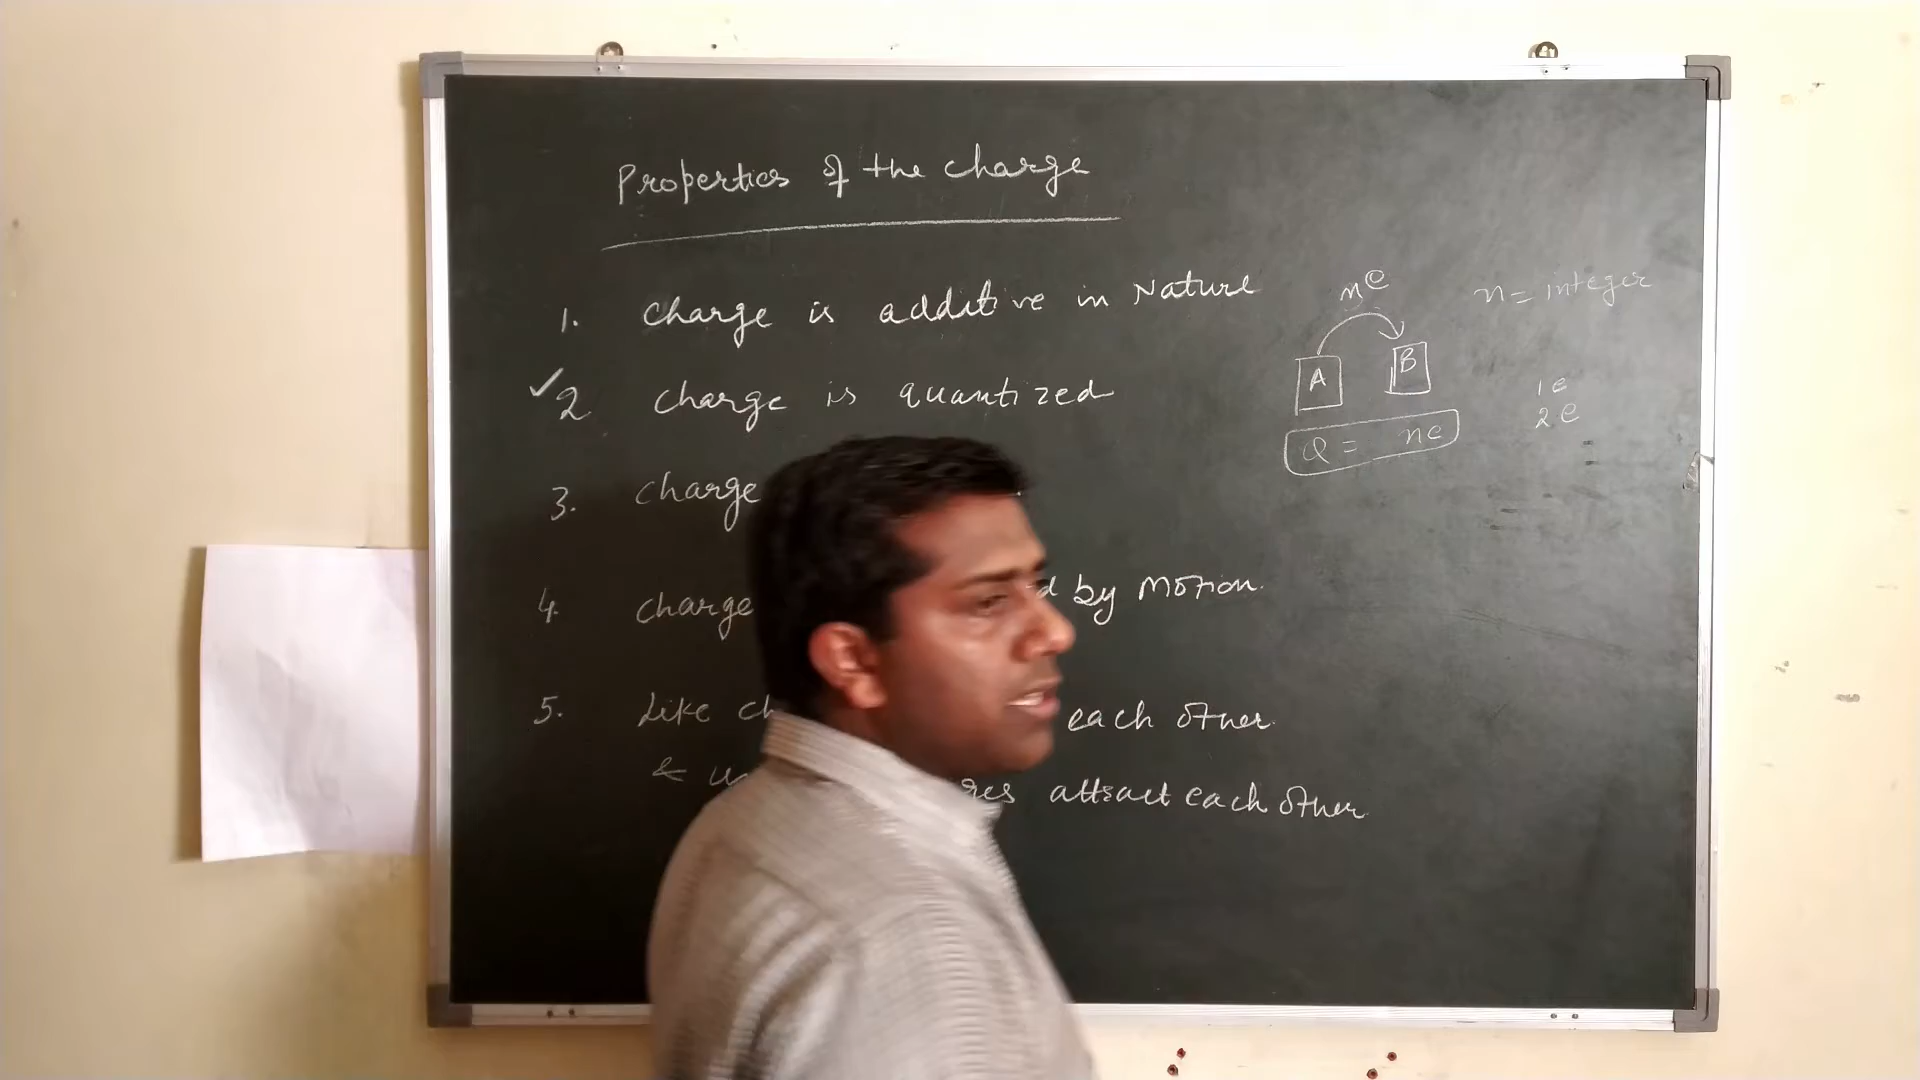 Properties of the charge
1. charge is additive in Nature
✓2 charge is quantized
3. charge
4. charge by Motion.
5. Like each other.
& attract each other
ne
n = integer
A
B
1e
2e
Q = ne